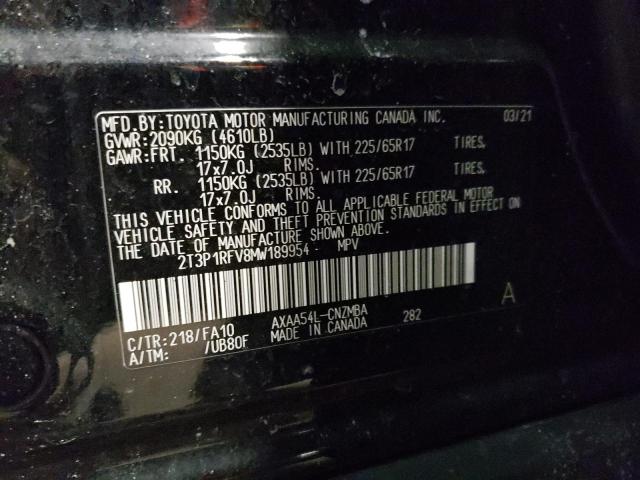 MFD.BY:TOYOTA MOTOR MANUFACTURING CANADA INC. 03/21
GVWR:2090KG (4610LB)
GAWR:FRT. 1150KG (2535LB) WITH 225/65R17 TIRES,
17x7.0J RIMS.
RR. 1150KG (2535LB) WITH 225/65R17 TIRES,
17x7.0J RIMS.
THIS VEHICLE CONFORMS TO ALL APPLICABLE FEDERAL MOTOR
VEHICLE SAFETY AND THEFT PREVENTION STANDARDS IN EFFECT ON
THE DATE OF MANUFACTURE SHOWN ABOVE.
2T3P1RFV8MW189954 MPV
A
C/TR:218/FA10 AXAA54L-CNZMBA 282
A/TM: /UB80F MADE IN CANADA